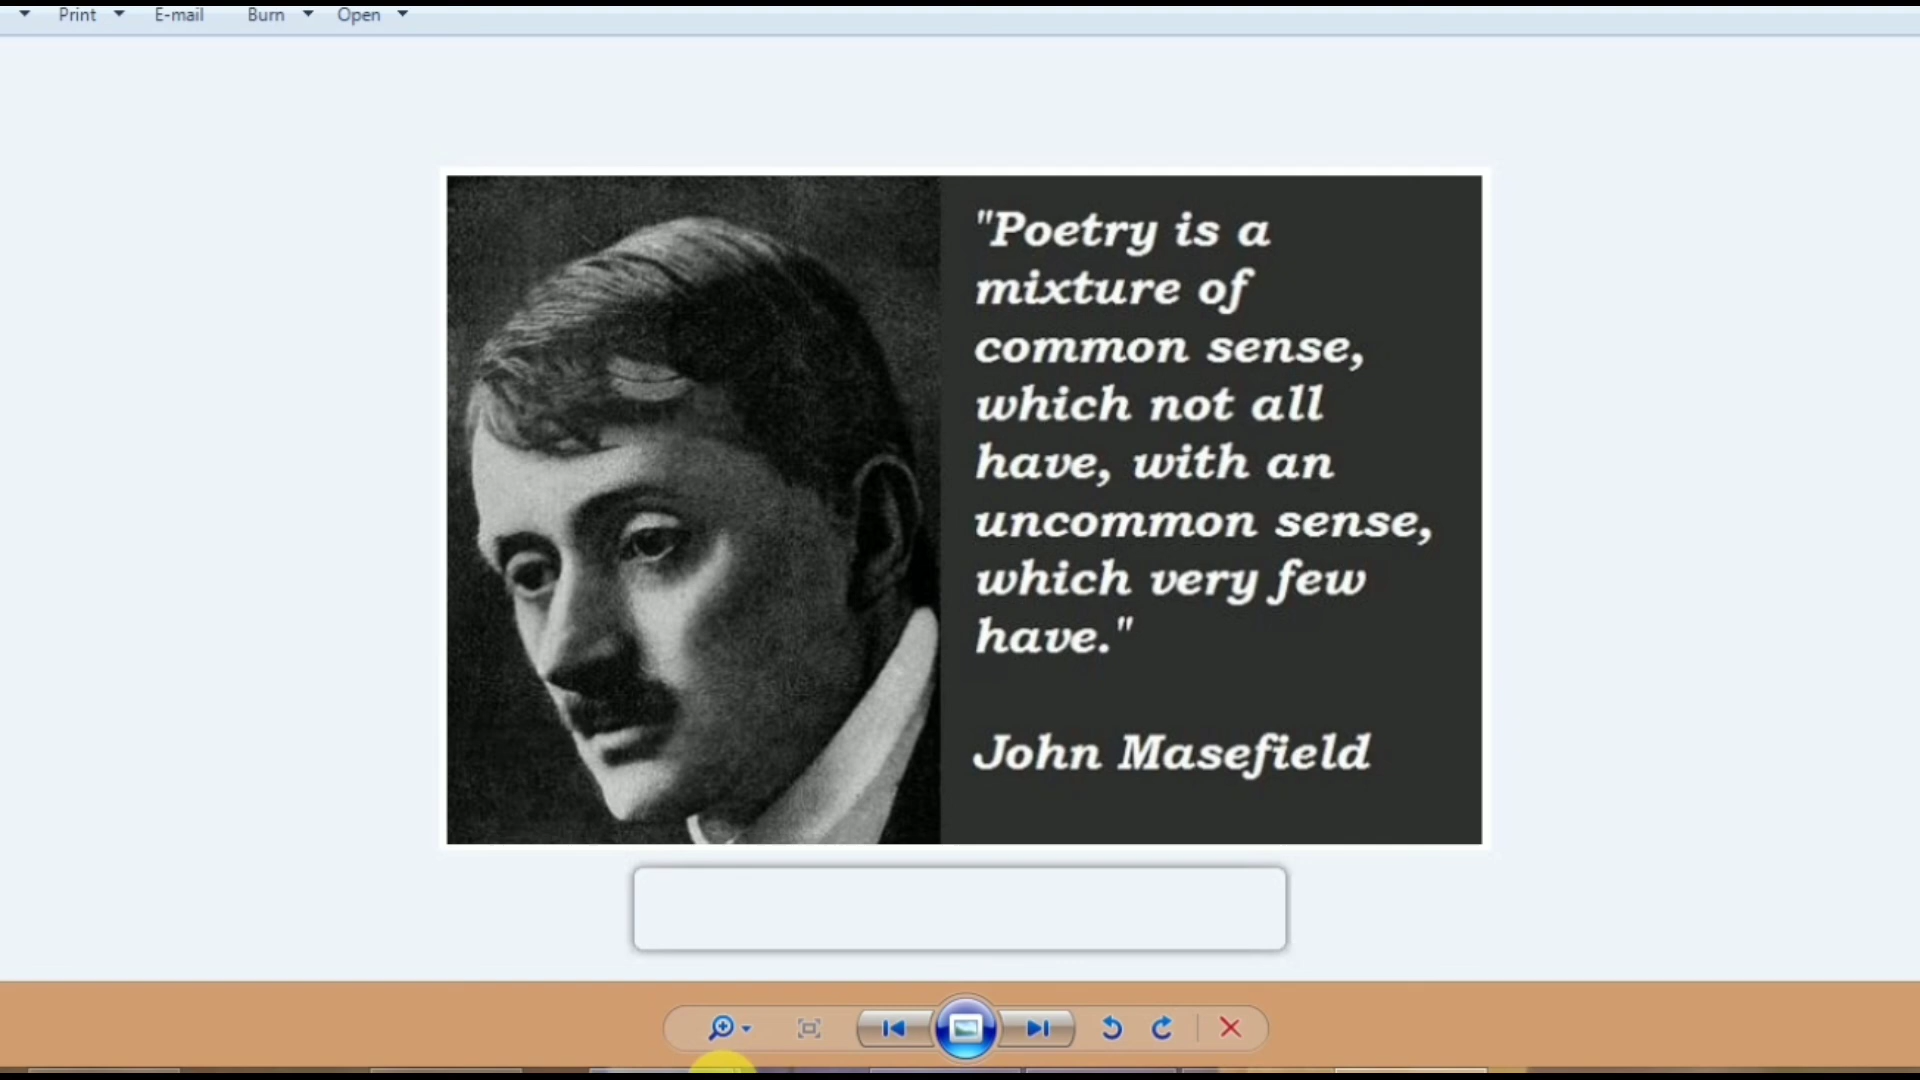 Print E-mail Burn Open
"Poetry is a
mixture of
common sense,
which not all
have, with an
uncommon sense,
which very few
have."
John Masefield